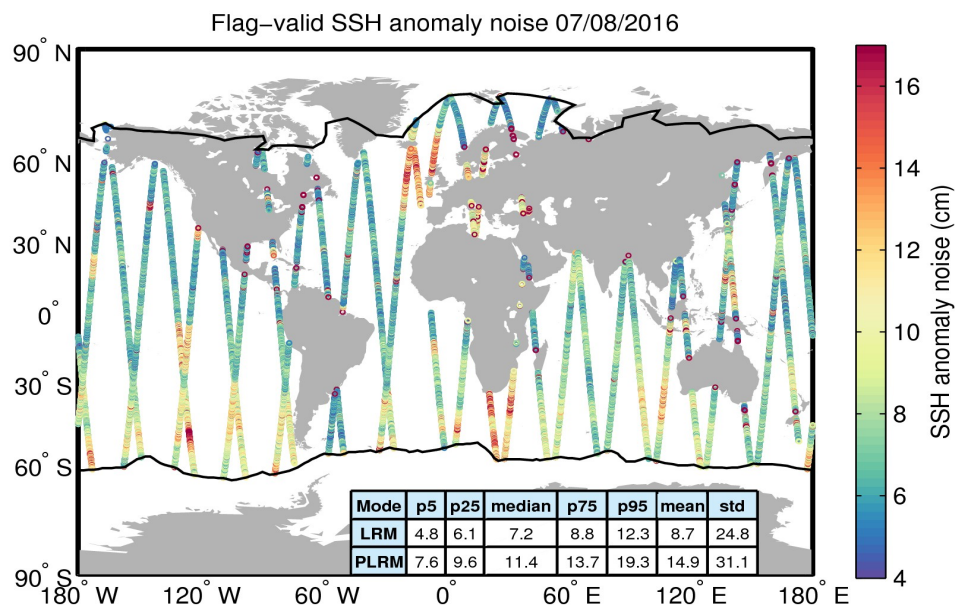 Flag−valid SSH anomaly noise 07/08/2016
90° N
60° N
30° N
0°
30° S
60° S
90° S
180° W
120° W
60° W
0°
60° E
120° E
180° E
Mode p5 p25 median p75 p95 mean std
LRM 4.8 6.1 7.2 8.8 12.3 8.7 24.8
PLRM 7.6 9.6 11.4 13.7 19.3 14.9 31.1
16
14
12
10
8
6
4
SSH anomaly noise (cm)